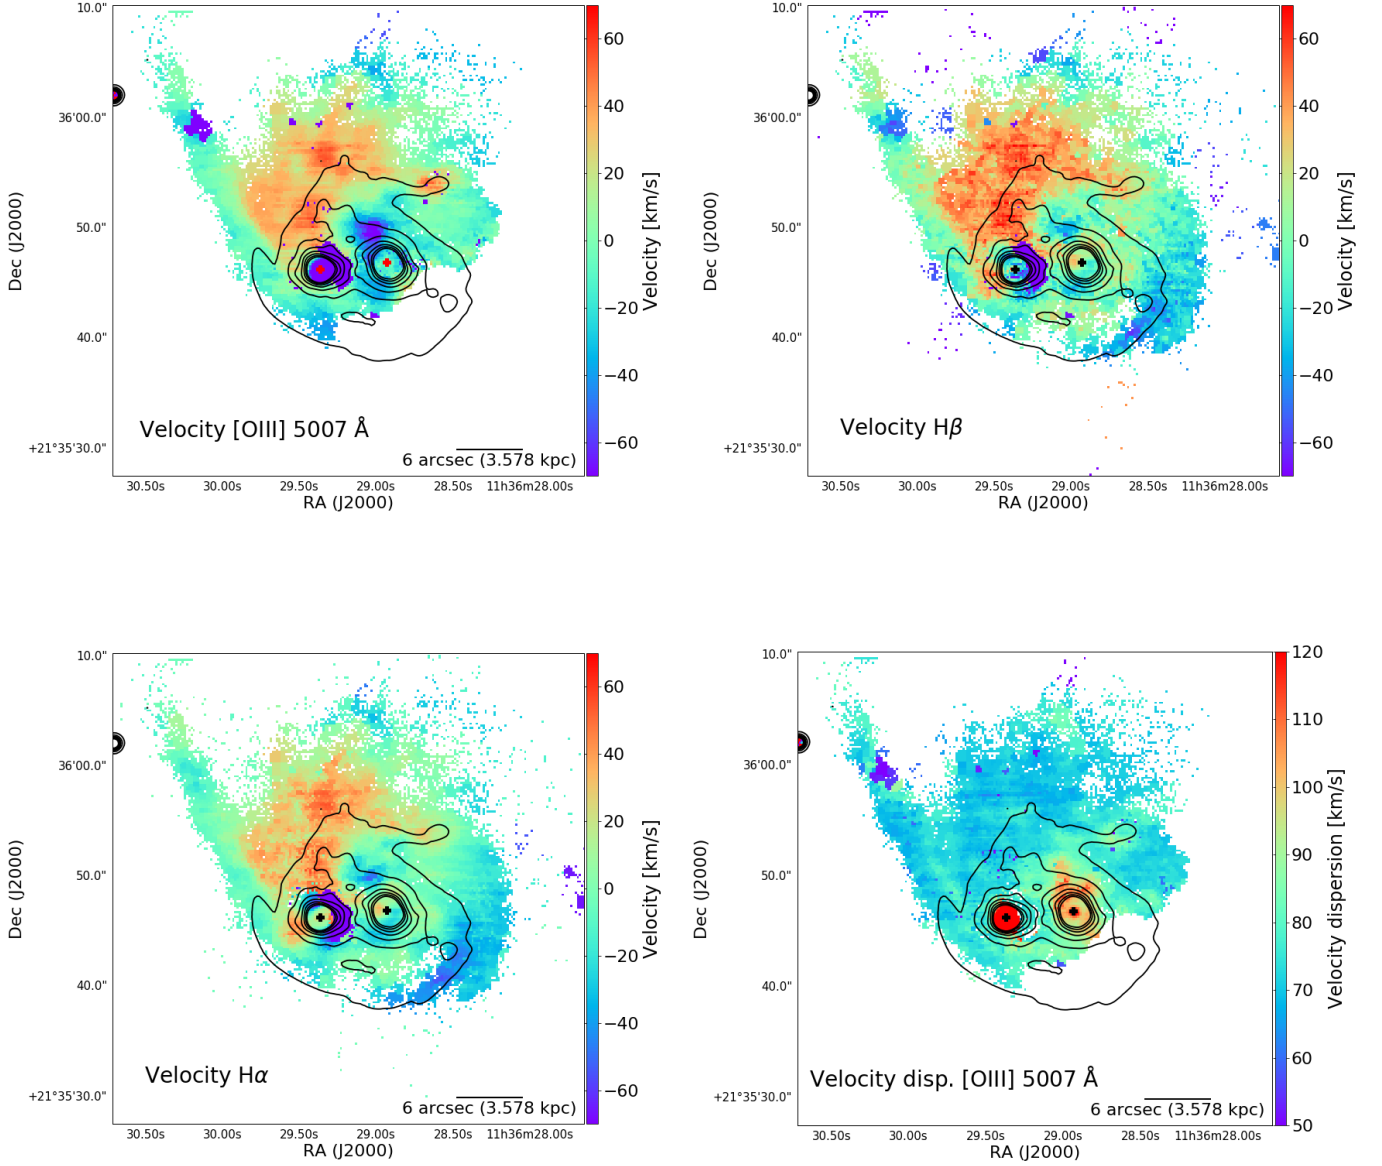 10.0"
36'00.0"
50.0"
40.0"
+21°35'30.0"
Dec (J2000)
30.50s 30.00s 29.50s 29.00s 28.50s 11h36m28.00s
RA (J2000)
Velocity [OIII] 5007 Å
6 arcsec (3.578 kpc)
60
40
20
0
−20
−40
−60
Velocity [km/s]
10.0"
36'00.0"
50.0"
40.0"
+21°35'30.0"
Dec (J2000)
30.50s 30.00s 29.50s 29.00s 28.50s 11h36m28.00s
RA (J2000)
Velocity Hβ
60
40
20
0
−20
−40
−60
Velocity [km/s]
10.0"
36'00.0"
50.0"
40.0"
+21°35'30.0"
Dec (J2000)
30.50s 30.00s 29.50s 29.00s 28.50s 11h36m28.00s
RA (J2000)
Velocity Hα
6 arcsec (3.578 kpc)
60
40
20
0
−20
−40
−60
Velocity [km/s]
10.0"
36'00.0"
50.0"
40.0"
+21°35'30.0"
Dec (J2000)
30.50s 30.00s 29.50s 29.00s 28.50s 11h36m28.00s
RA (J2000)
Velocity disp. [OIII] 5007 Å
6 arcsec (3.578 kpc)
120
110
100
90
80
70
60
50
Velocity dispersion [km/s]